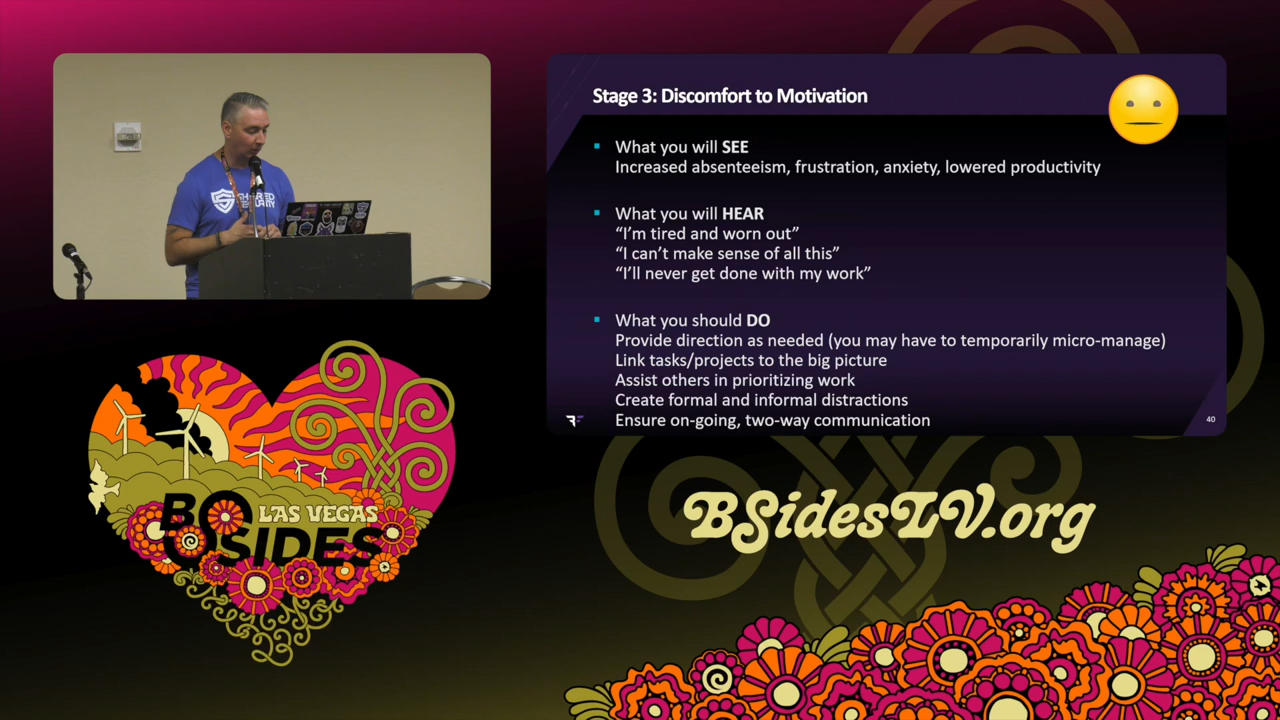 Stage 3: Discomfort to Motivation
What you will SEE
Increased absenteeism, frustration, anxiety, lowered productivity
What you will HEAR
“I’m tired and worn out”
“I can’t make sense of all this”
“I’ll never get done with my work”
What you should DO
Provide direction as needed (you may have to temporarily micro-manage)
Link tasks/projects to the big picture
Assist others in prioritizing work
Create formal and informal distractions
Ensure on-going, two-way communication
40
SHARED
SECURITY
LAS VEGAS
BSIDES
BSidesLV.org